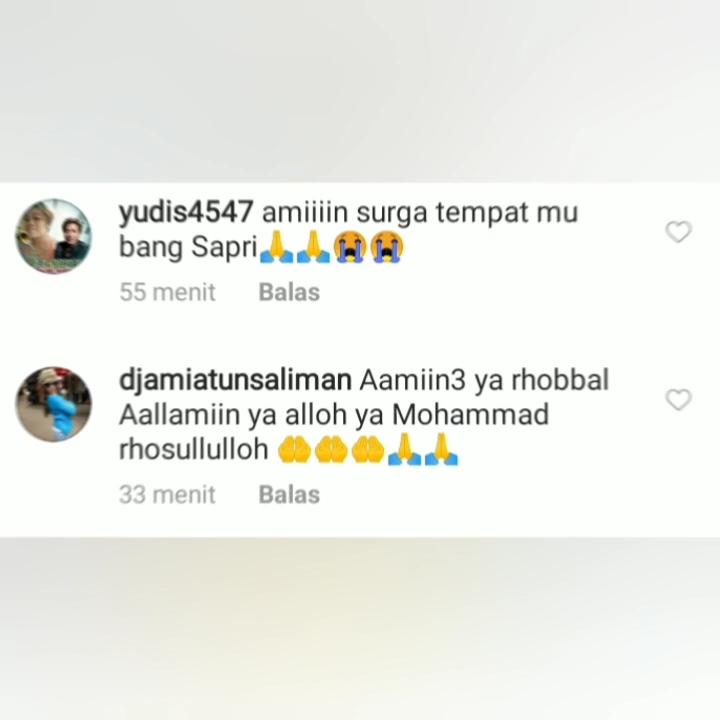 yudis4547 amiiiin surga tempat mu
bang Sapri🙏🙏😭😭
55 menit Balas
djamiatunsaliman Aamiin3 ya rhobbal
Aallamiin ya alloh ya Mohammad
rhosullulloh 🤲🤲🤲🙏🙏
33 menit Balas